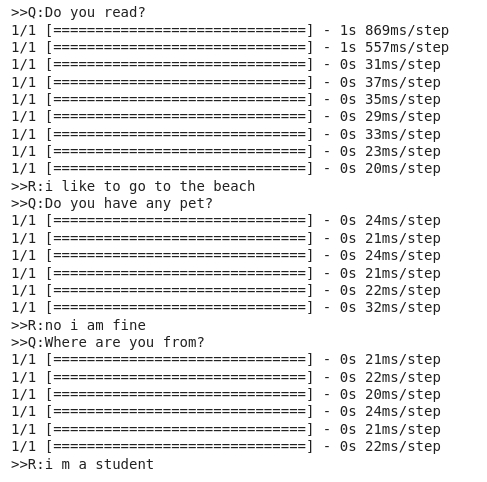 >>Q:Do you read?
1/1 [==============================] - 1s 869ms/step
1/1 [==============================] - 1s 557ms/step
1/1 [==============================] - 0s 31ms/step
1/1 [==============================] - 0s 37ms/step
1/1 [==============================] - 0s 35ms/step
1/1 [==============================] - 0s 29ms/step
1/1 [==============================] - 0s 33ms/step
1/1 [==============================] - 0s 23ms/step
1/1 [==============================] - 0s 20ms/step
>>R:i like to go to the beach
>>Q:Do you have any pet?
1/1 [==============================] - 0s 24ms/step
1/1 [==============================] - 0s 21ms/step
1/1 [==============================] - 0s 24ms/step
1/1 [==============================] - 0s 21ms/step
1/1 [==============================] - 0s 22ms/step
1/1 [==============================] - 0s 32ms/step
>>R:no i am fine
>>Q:Where are you from?
1/1 [==============================] - 0s 21ms/step
1/1 [==============================] - 0s 22ms/step
1/1 [==============================] - 0s 20ms/step
1/1 [==============================] - 0s 24ms/step
1/1 [==============================] - 0s 21ms/step
1/1 [==============================] - 0s 22ms/step
>>R:i m a student